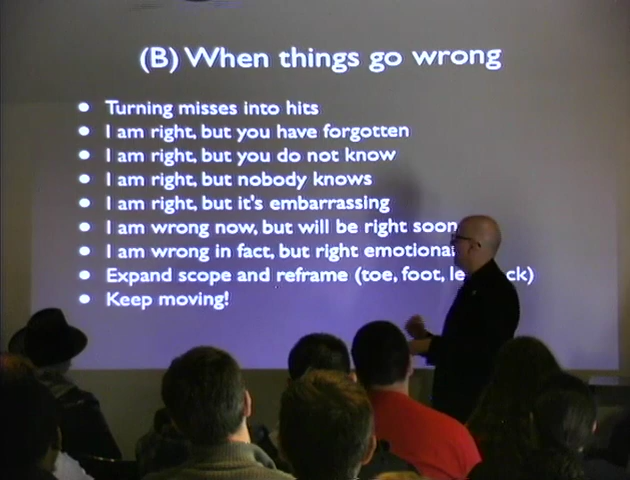 (B) When things go wrong
• Turning misses into hits
• I am right, but you have forgotten
• I am right, but you do not know
• I am right, but nobody knows
• I am right, but it's embarrassing
• I am wrong now, but will be right soon
• I am wrong in fact, but right
• Expand scope and reframe (toe, foot,
• Keep moving!